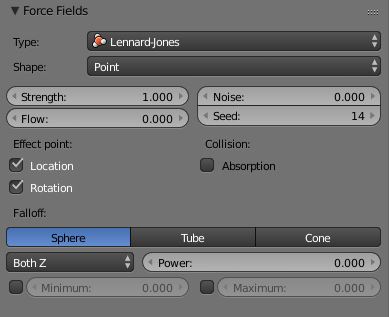 Force Fields
Type: Lennard-Jones
Shape: Point
Strength: 1.000 Noise: 0.000
Flow: 0.000 Seed: 14
Effect point: Collision:
Location Absorption
Rotation
Falloff:
Sphere Tube Cone
Both Z Power: 0.000
Minimum: 0.000 Maximum: 0.000